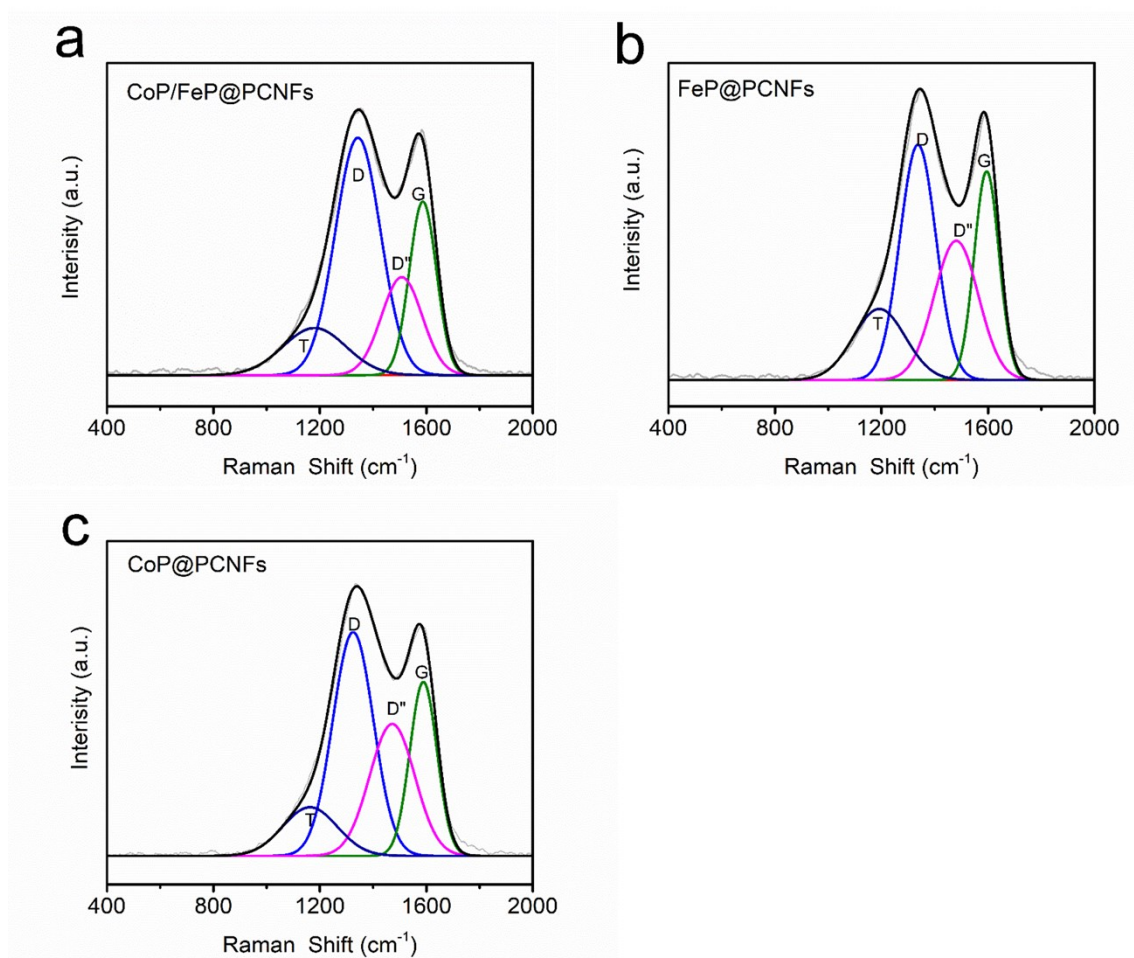 a
CoP/FeP@PCNFs
D
G
D"
T
Interisity (a.u.)
400 800 1200 1600 2000
Raman Shift (cm⁻¹)
b
FeP@PCNFs
D
G
D"
T
Interisity (a.u.)
400 800 1200 1600 2000
Raman Shift (cm⁻¹)
c
CoP@PCNFs
D
G
D"
T
Interisity (a.u.)
400 800 1200 1600 2000
Raman Shift (cm⁻¹)